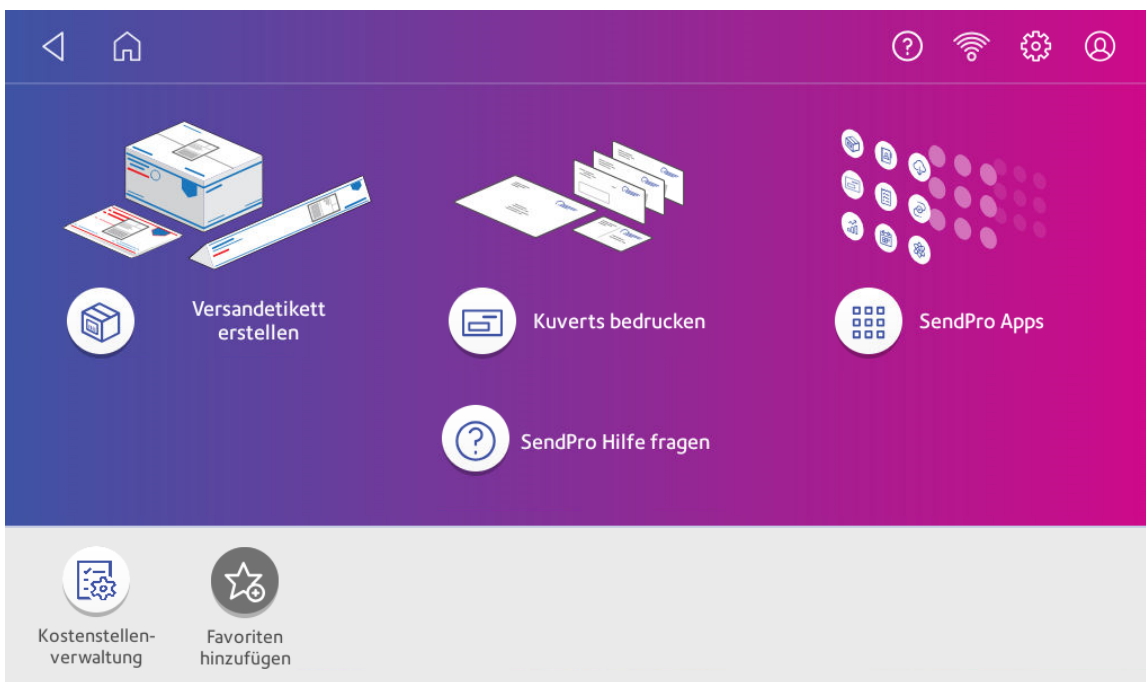 Versandetikett
erstellen
Kuverts bedrucken
SendPro Apps
SendPro Hilfe fragen
Kostenstellen-
verwaltung
Favoriten
hinzufügen